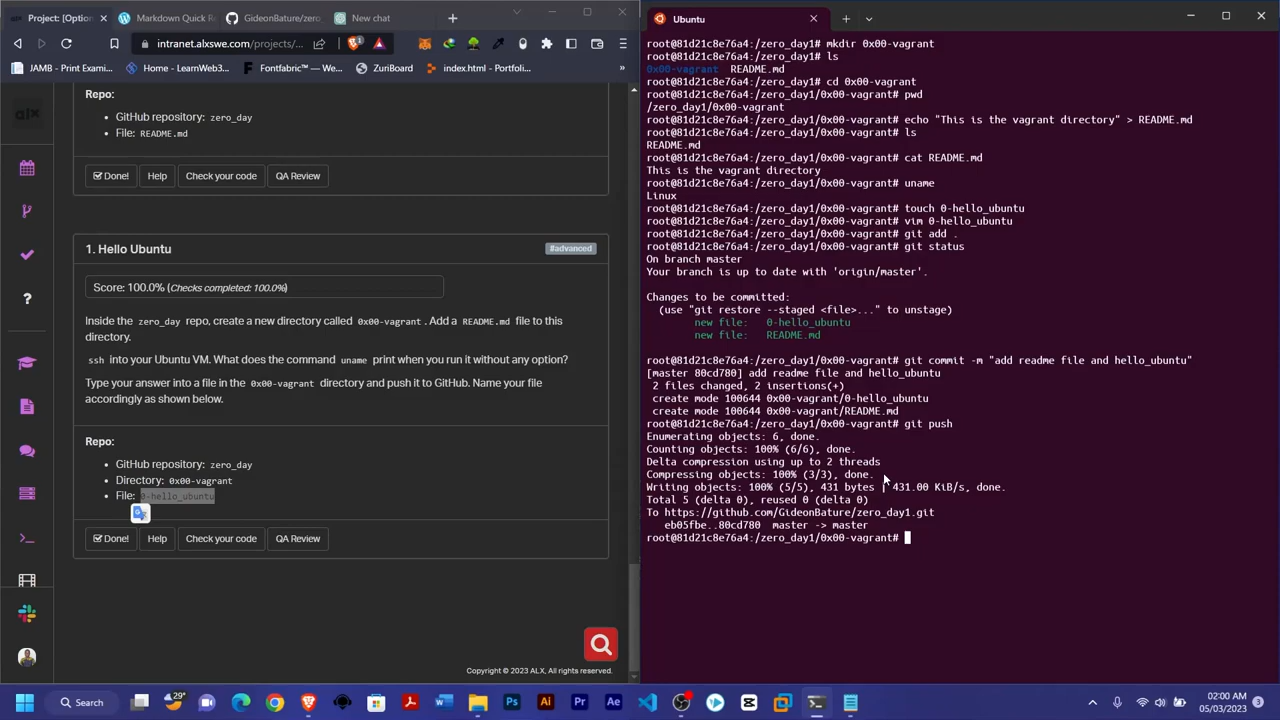 Project: [Option
Markdown Quick R
GideonBature/zero_
New chat
Ubuntu
intranet.alxswe.com/projects/...
JAMB - Print Exami...
Home - LearnWeb3...
Fontfabric™ — We...
ZuriBoard
index.html - Portfolio...
»
alx
Repo:
• GitHub repository: zero_day
• File: README.md
Done!
Help
Check your code
QA Review
1. Hello Ubuntu
#advanced
Score: 100.0% (Checks completed: 100.0%)
Inside the zero_day repo, create a new directory called 0x00-vagrant. Add a README.md file to this
directory.
ssh into your Ubuntu VM. What does the command uname print when you run it without any option?
Type your answer into a file in the 0x00-vagrant directory and push it to GitHub. Name your file
accordingly as shown below.
Repo:
• GitHub repository: zero_day
• Directory: 0x00-vagrant
• File: 0-hello_ubuntu
Done!
Help
Check your code
QA Review
Copyright © 2023 ALX, All rights reserved.
root@81d21c8e76a4:/zero_day1# mkdir 0x00-vagrant
root@81d21c8e76a4:/zero_day1# ls
0x00-vagrant  README.md
root@81d21c8e76a4:/zero_day1# cd 0x00-vagrant
root@81d21c8e76a4:/zero_day1/0x00-vagrant# pwd
/zero_day1/0x00-vagrant
root@81d21c8e76a4:/zero_day1/0x00-vagrant# echo "This is the vagrant directory" > README.md
root@81d21c8e76a4:/zero_day1/0x00-vagrant# ls
README.md
root@81d21c8e76a4:/zero_day1/0x00-vagrant# cat README.md
This is the vagrant directory
root@81d21c8e76a4:/zero_day1/0x00-vagrant# uname
Linux
root@81d21c8e76a4:/zero_day1/0x00-vagrant# touch 0-hello_ubuntu
root@81d21c8e76a4:/zero_day1/0x00-vagrant# vim 0-hello_ubuntu
root@81d21c8e76a4:/zero_day1/0x00-vagrant# git add .
root@81d21c8e76a4:/zero_day1/0x00-vagrant# git status
On branch master
Your branch is up to date with 'origin/master'.
Changes to be committed:
(use "git restore --staged <file>..." to unstage)
new file:   0-hello_ubuntu
new file:   README.md
root@81d21c8e76a4:/zero_day1/0x00-vagrant# git commit -m "add readme file and hello_ubuntu"
[master 80cd780] add readme file and hello_ubuntu
2 files changed, 2 insertions(+)
create mode 100644 0x00-vagrant/0-hello_ubuntu
create mode 100644 0x00-vagrant/README.md
root@81d21c8e76a4:/zero_day1/0x00-vagrant# git push
Enumerating objects: 6, done.
Counting objects: 100% (6/6), done.
Delta compression using up to 2 threads
Compressing objects: 100% (3/3), done.
Writing objects: 100% (5/5), 431 bytes | 431.00 KiB/s, done.
Total 5 (delta 0), reused 0 (delta 0)
To https://github.com/GideonBature/zero_day1.git
eb05fbe..80cd780  master -> master
root@81d21c8e76a4:/zero_day1/0x00-vagrant#
Search
29°
02:00 AM
05/03/2023
3